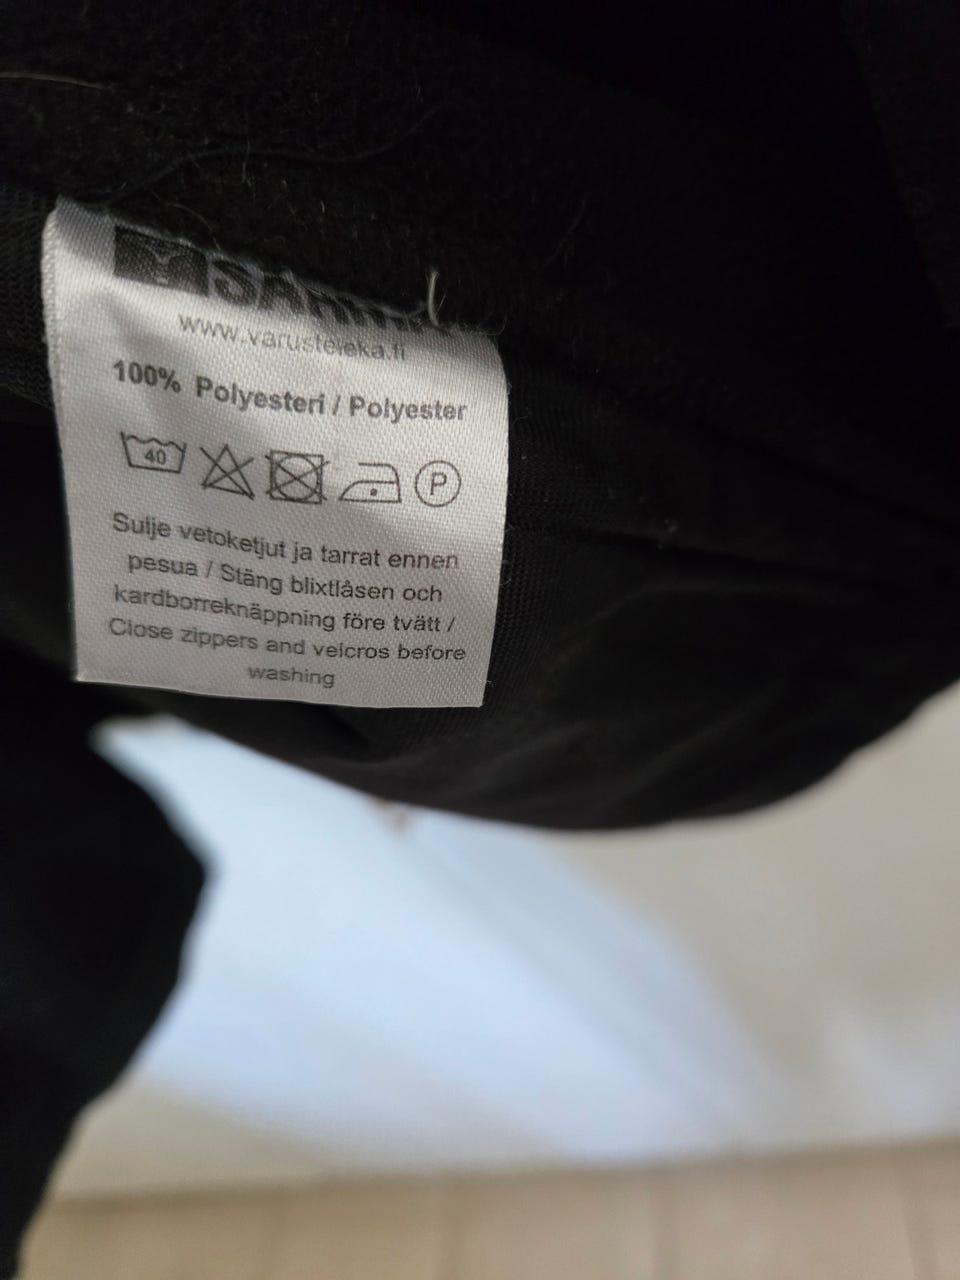 www.varusteleka.fi
100% Polyesteri / Polyester
40
P
Sulje vetoketjut ja tarrat ennen
pesua / Stäng blixtlåsen och
kardborreknäppning före tvätt /
Close zippers and velcros before
washing